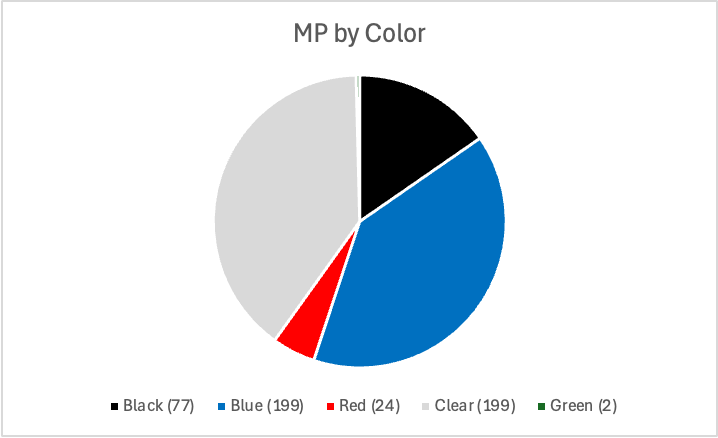 MP by Color
Black (77) Blue (199) Red (24) Clear (199) Green (2)